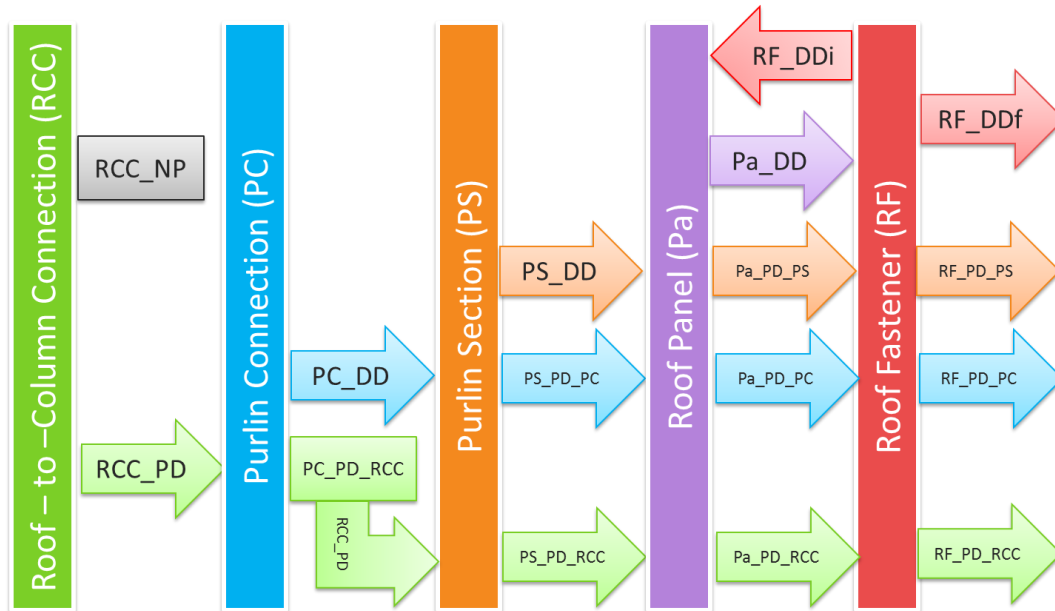 Roof – to –Column Connection (RCC)
RCC_NP
RCC_PD
Purlin Connection (PC)
PC_DD
PC_PD_RCC
RCC_PD
Purlin Section (PS)
PS_DD
PS_PD_PC
PS_PD_RCC
Roof Panel (Pa)
RF_DDi
Pa_DD
Pa_PD_PS
Pa_PD_PC
Pa_PD_RCC
Roof Fastener (RF)
RF_DDf
RF_PD_PS
RF_PD_PC
RF_PD_RCC